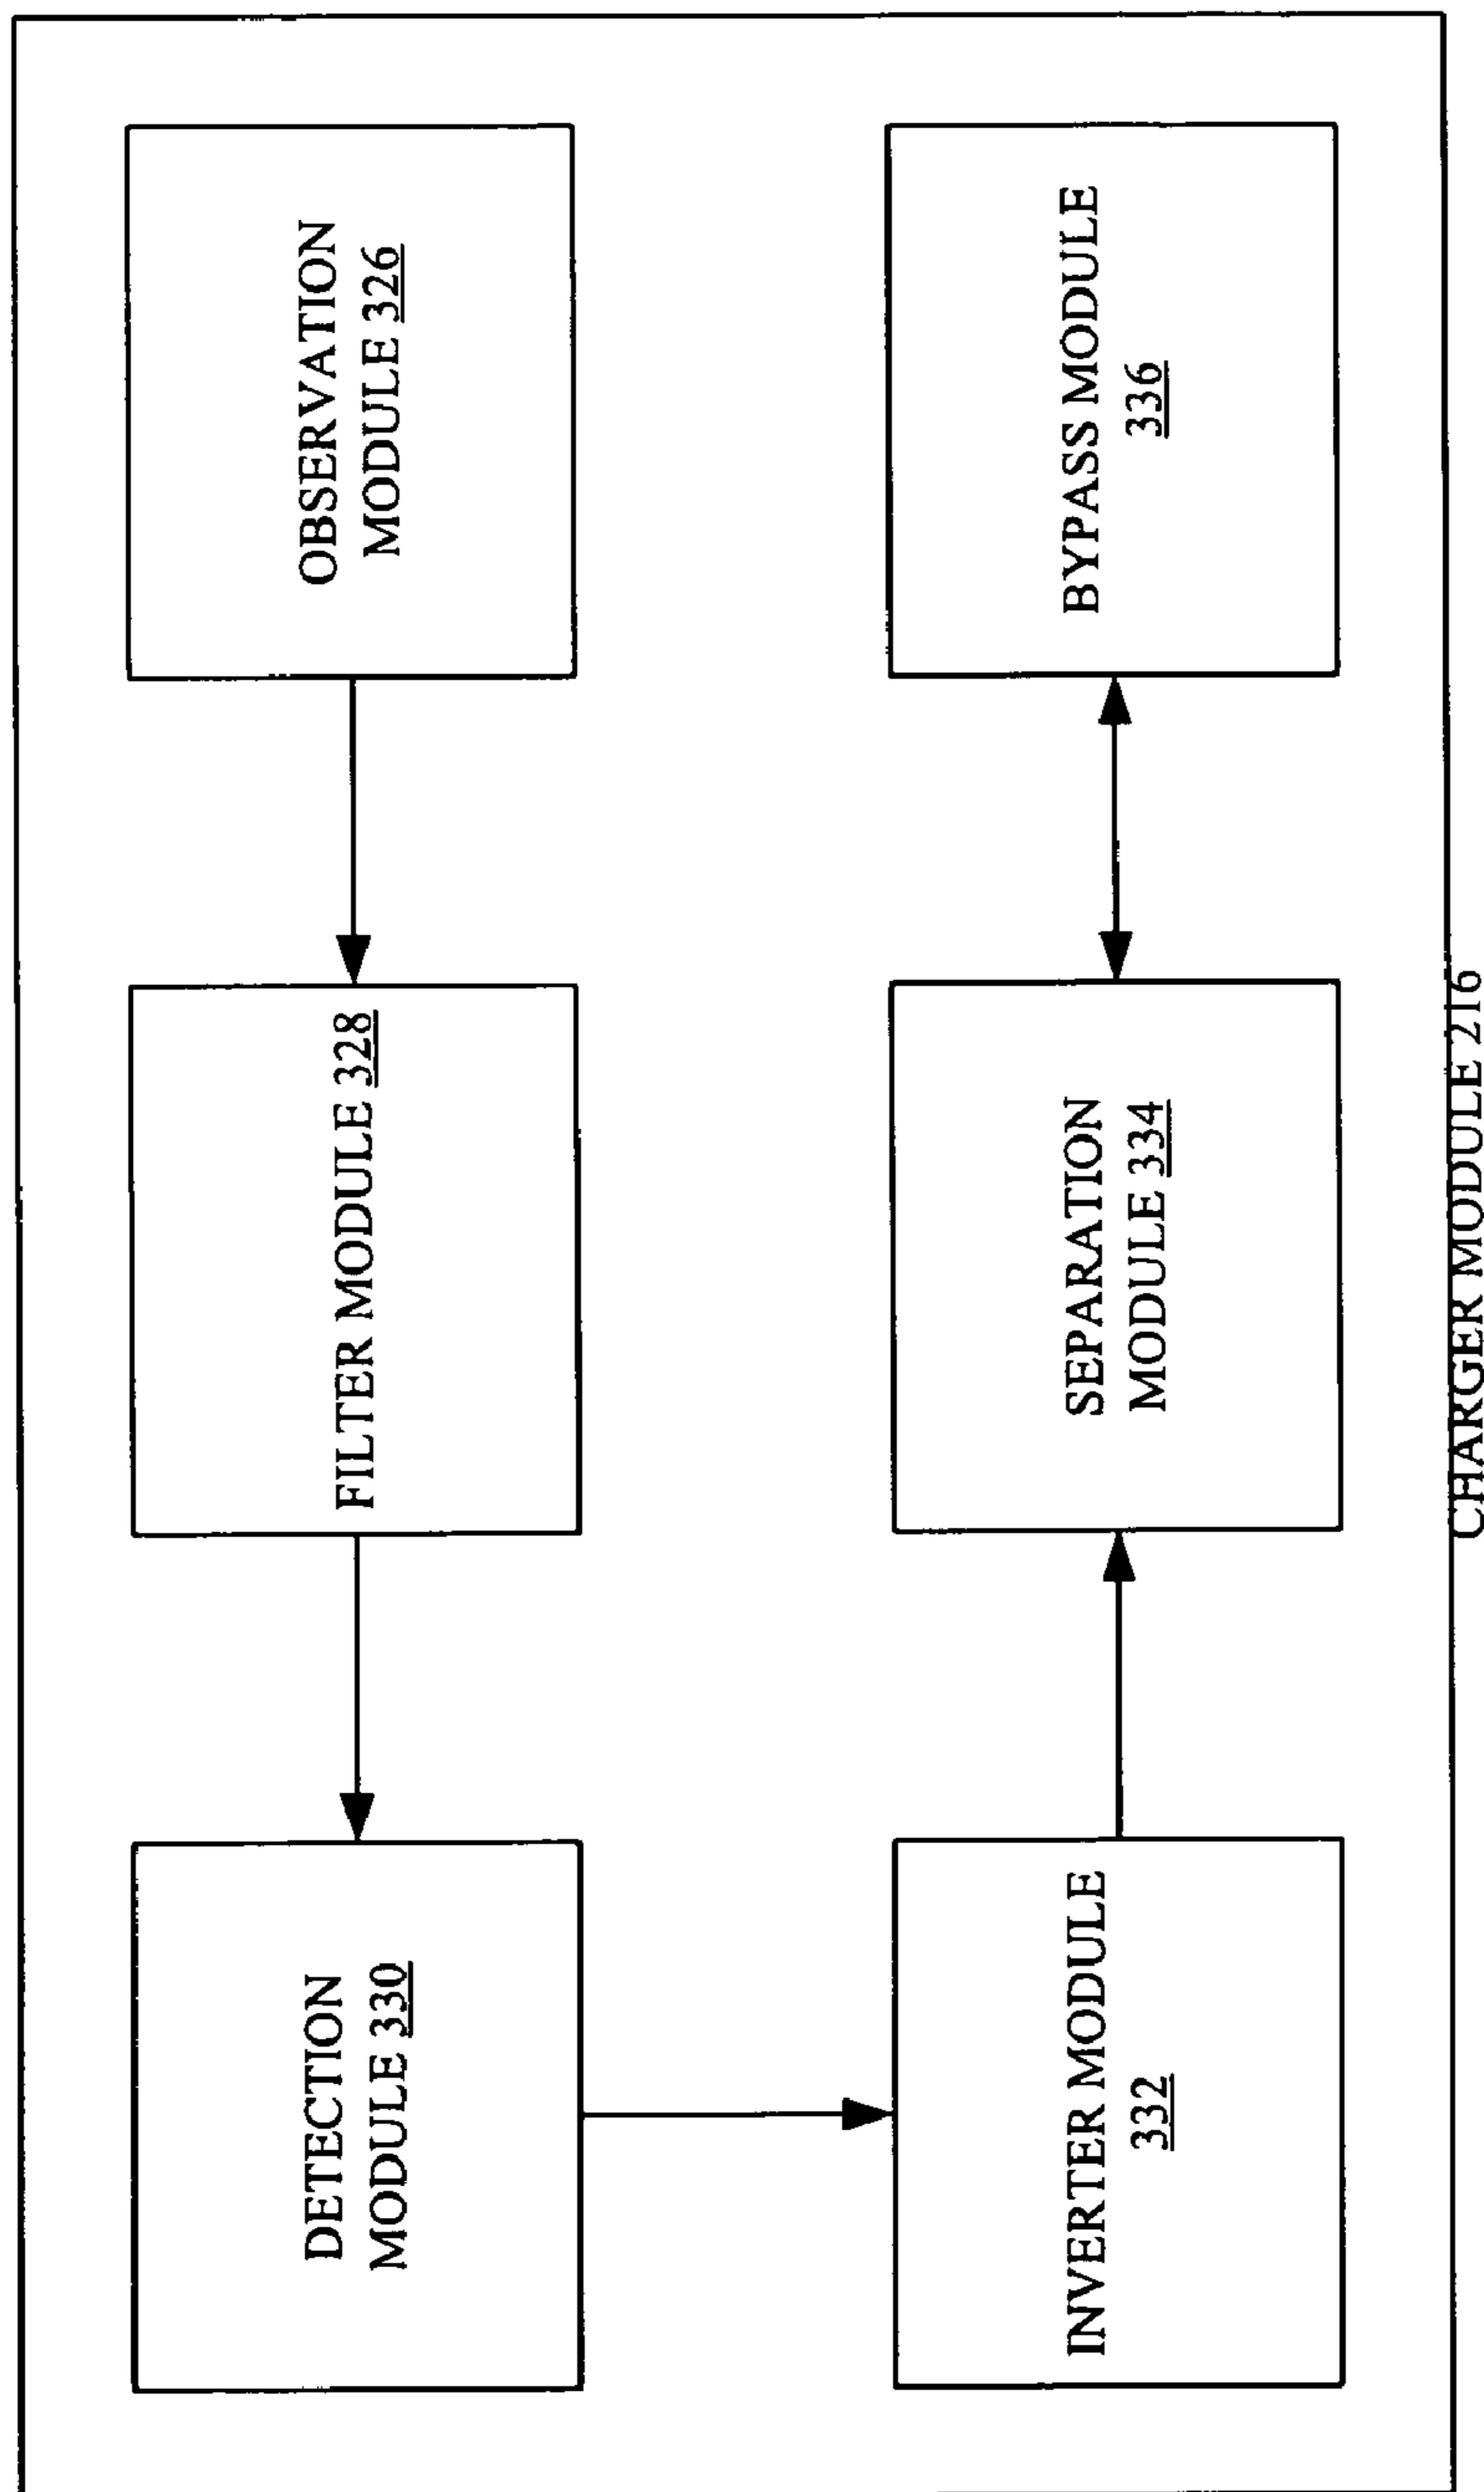 DETECTION
MODULE 330
FILTER MODULE 328
OBSERVATION
MODULE 326
INVERTER MODULE
332
SEPARATION
MODULE 334
BYPASS MODULE
336
CHARGER MODULE 216